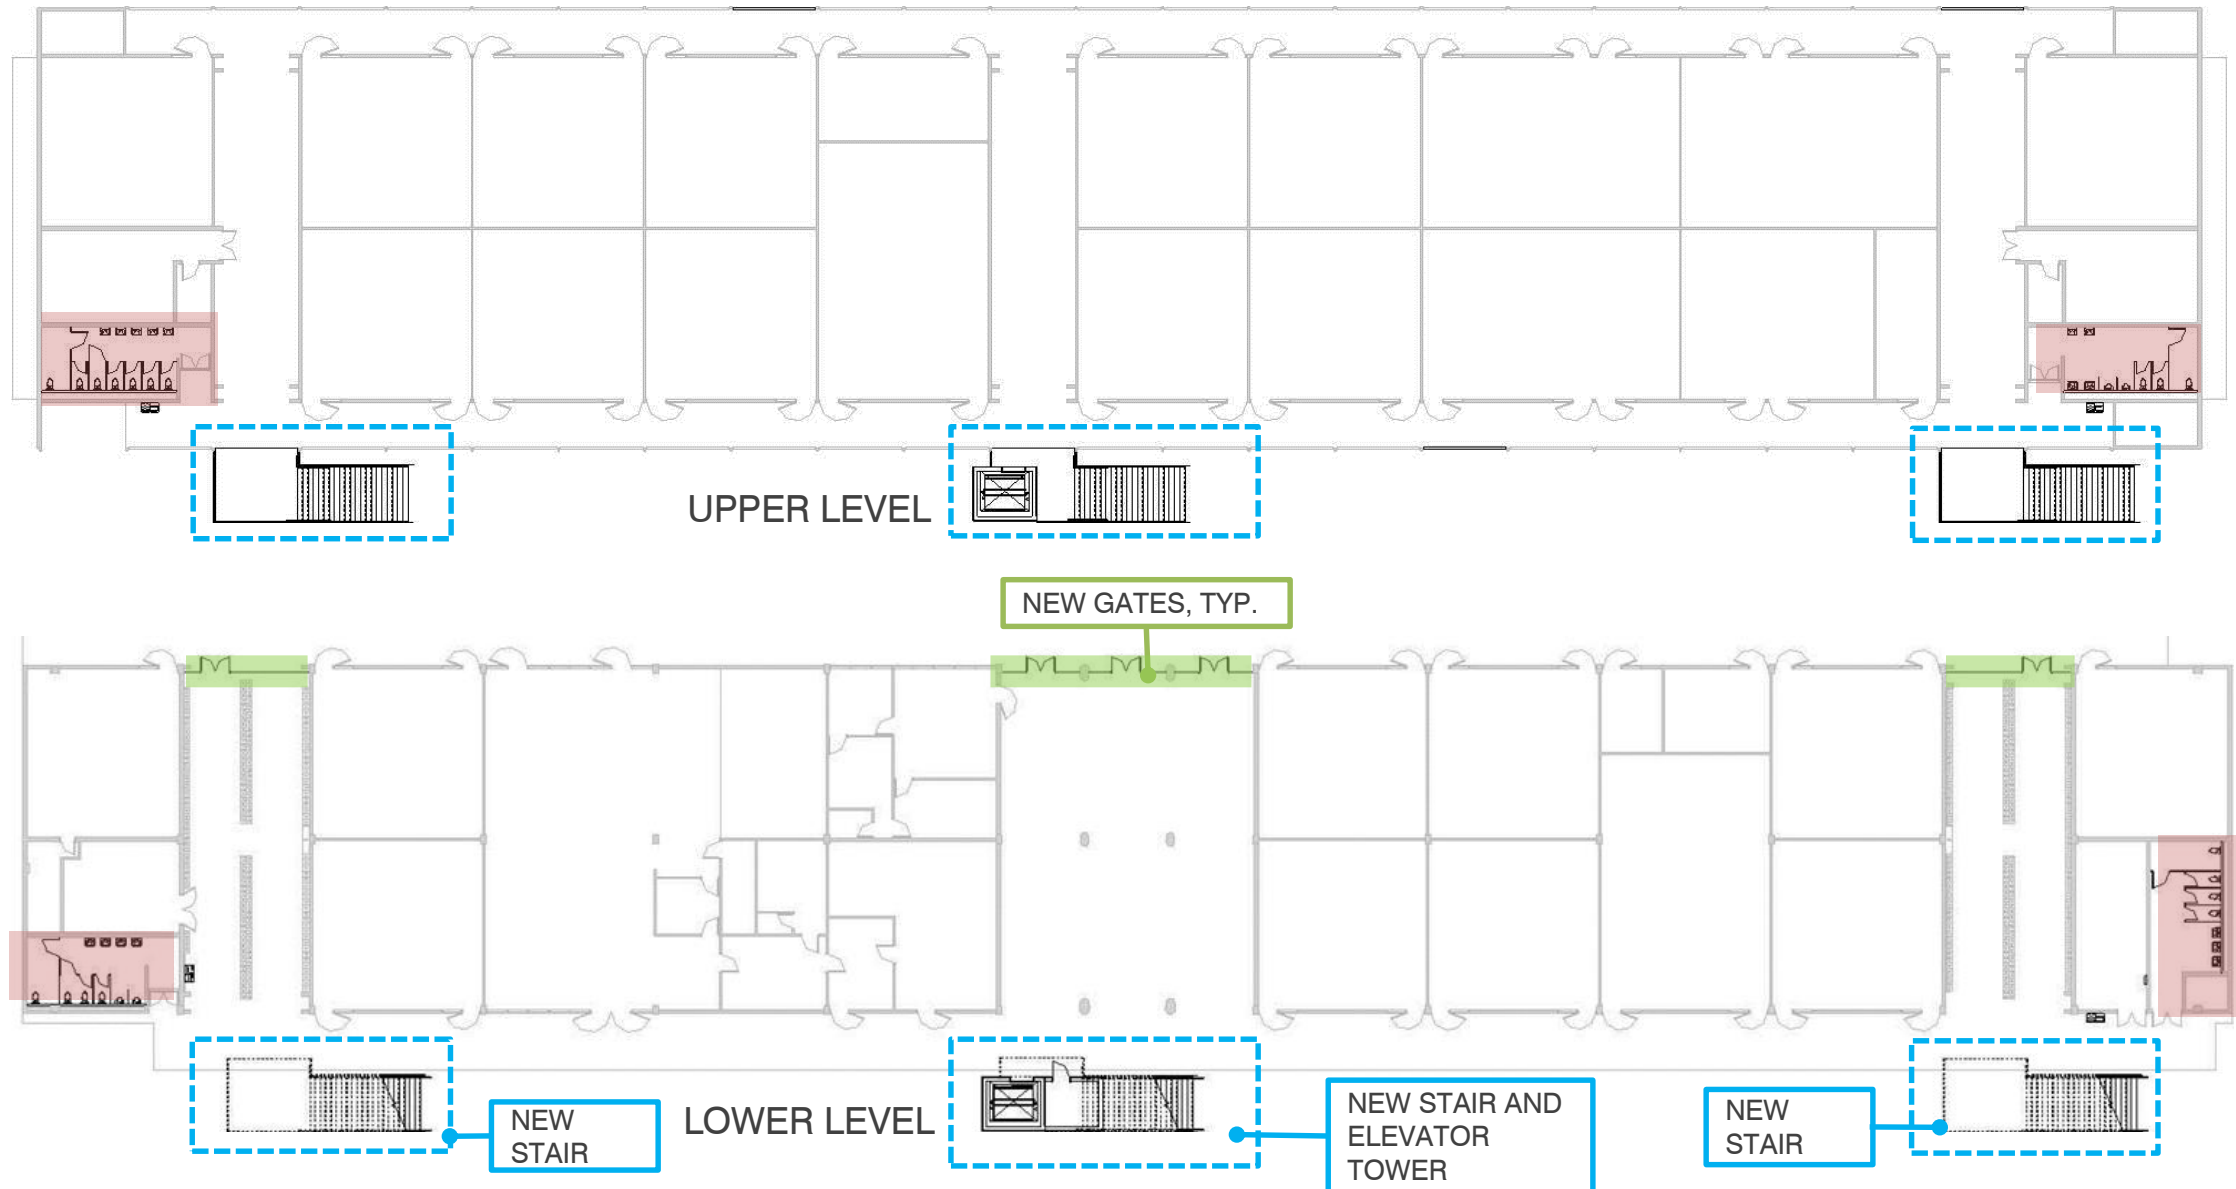 UPPER LEVEL
NEW GATES, TYP.
NEW
STAIR
LOWER LEVEL
NEW STAIR AND
ELEVATOR
TOWER
NEW
STAIR